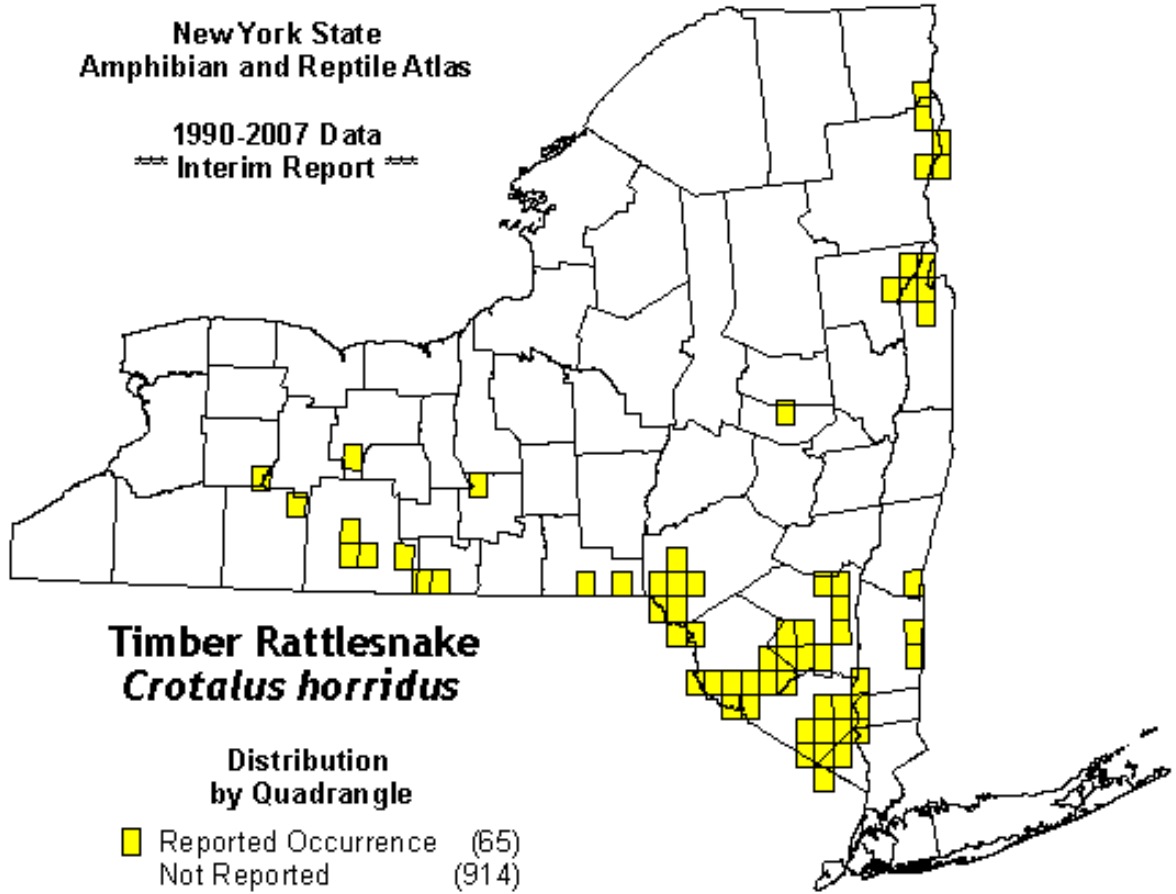 New York State
Amphibian and Reptile Atlas
1990-2007 Data
*** Interim Report ***
Timber Rattlesnake
Crotalus horridus
Distribution
by Quadrangle
Reported Occurrence (65)
Not Reported (914)